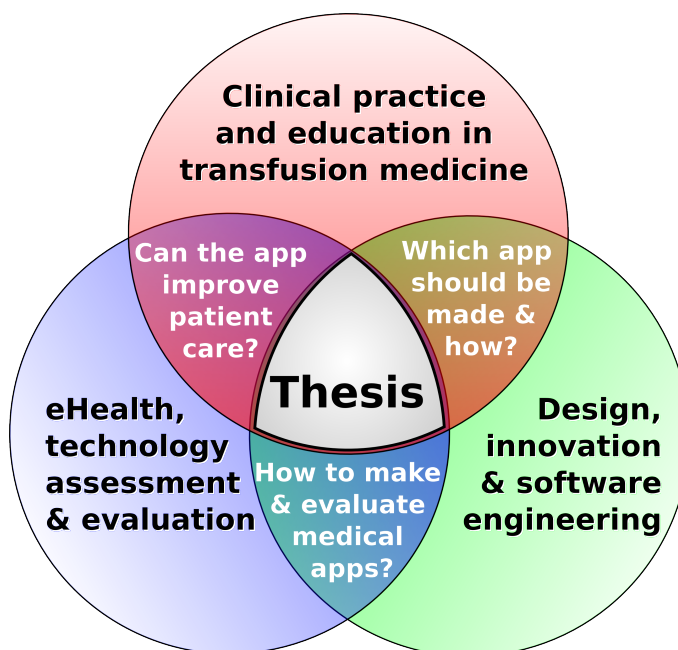 Clinical practice
and education in
transfusion medicine
Can the app
improve
patient
care?
Which app
should be
made &
how?
Thesis
eHealth,
technology
assessment
& evaluation
Design,
innovation
& software
engineering
How to make
& evaluate
medical
apps?